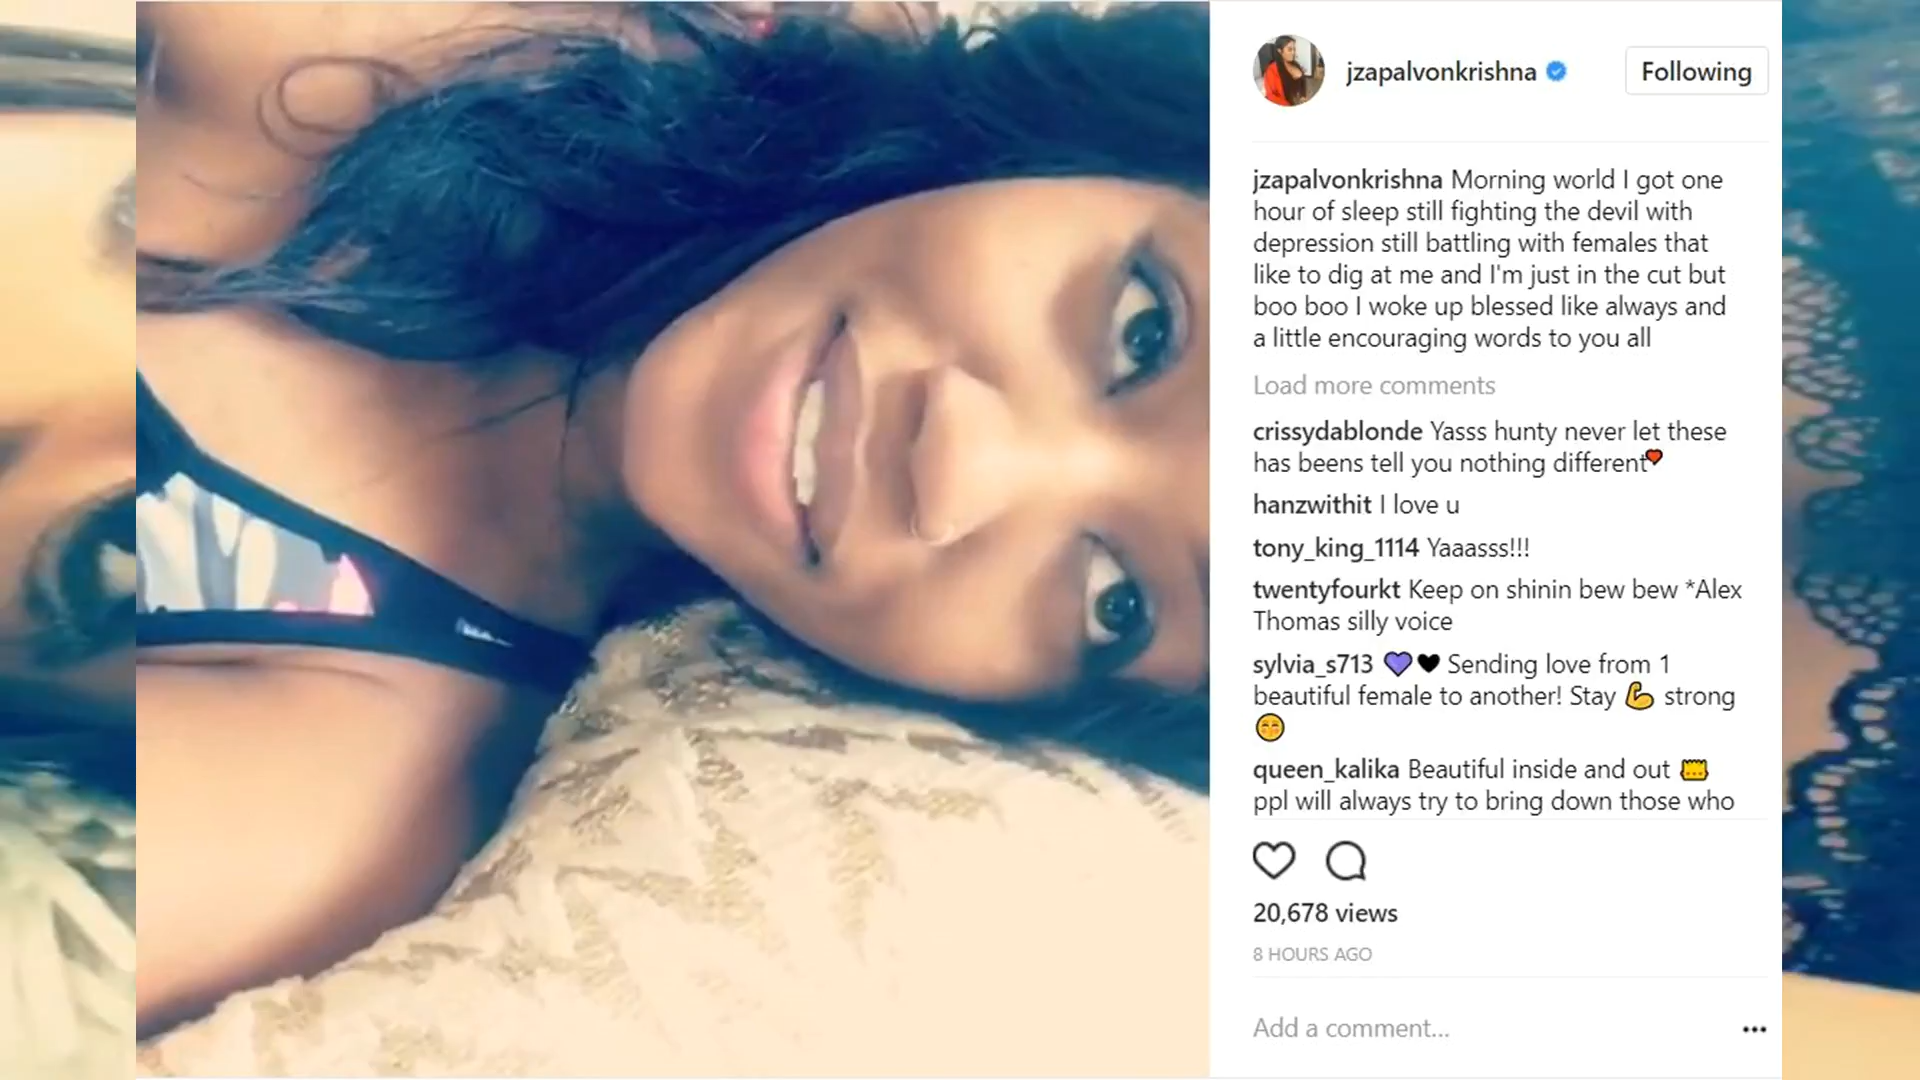 jzapalvonkrishna
Following
jzapalvonkrishna Morning world I got one
hour of sleep still fighting the devil with
depression still battling with females that
like to dig at me and I'm just in the cut but
boo boo I woke up blessed like always and
a little encouraging words to you all
Load more comments
crissydablonde Yasss hunty never let these
has beens tell you nothing different❤
hanzwithit I love u
tony_king_1114 Yaaasss!!!
twentyfourkt Keep on shinin bew bew *Alex
Thomas silly voice
sylvia_s713 💜🖤 Sending love from 1
beautiful female to another! Stay 💪 strong
😚
queen_kalika Beautiful inside and out
ppl will always try to bring down those who
20,678 views
8 HOURS AGO
Add a comment...